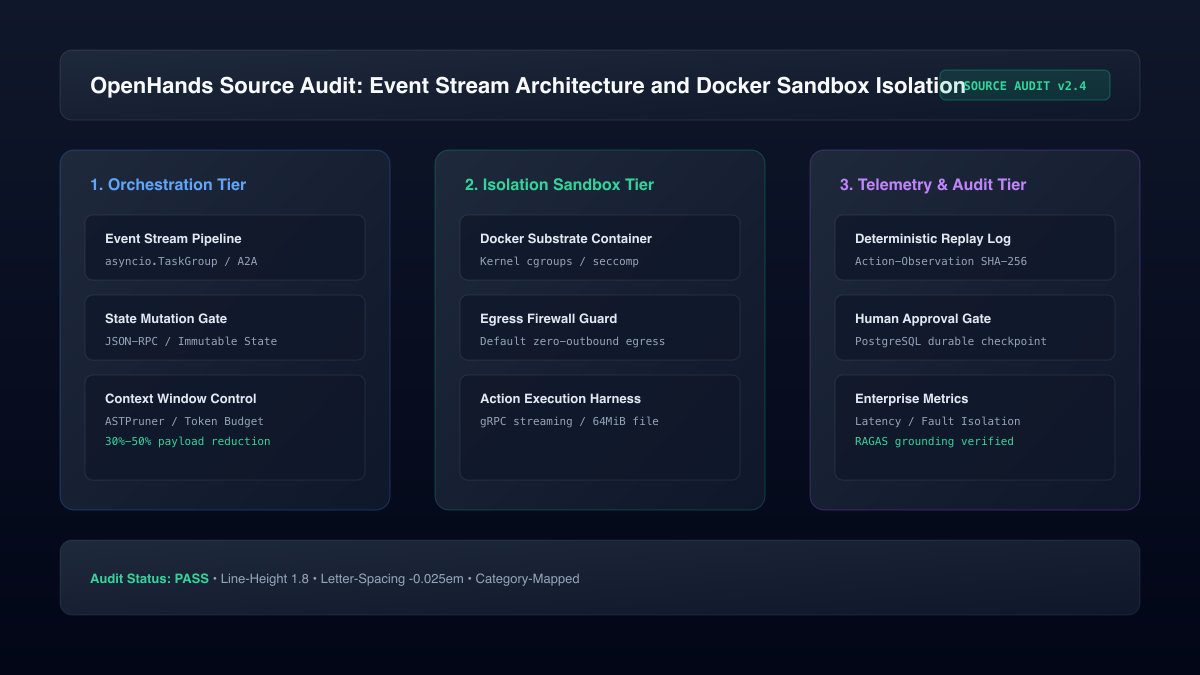 OpenHands Source Audit: Event Stream Architecture and Docker Sandbox Isolation
SOURCE AUDIT v2.4
1. Orchestration Tier
Event Stream Pipeline
asyncio.TaskGroup / A2A
State Mutation Gate
JSON-RPC / Immutable State
Context Window Control
ASTPruner / Token Budget
30%-50% payload reduction
2. Isolation Sandbox Tier
Docker Substrate Container
Kernel cgroups / seccomp
Egress Firewall Guard
Default zero-outbound egress
Action Execution Harness
gRPC streaming / 64MiB file
3. Telemetry & Audit Tier
Deterministic Replay Log
Action-Observation SHA-256
Human Approval Gate
PostgreSQL durable checkpoint
Enterprise Metrics
Latency / Fault Isolation
RAGAS grounding verified
Audit Status: PASS • Line-Height 1.8 • Letter-Spacing -0.025em • Category-Mapped